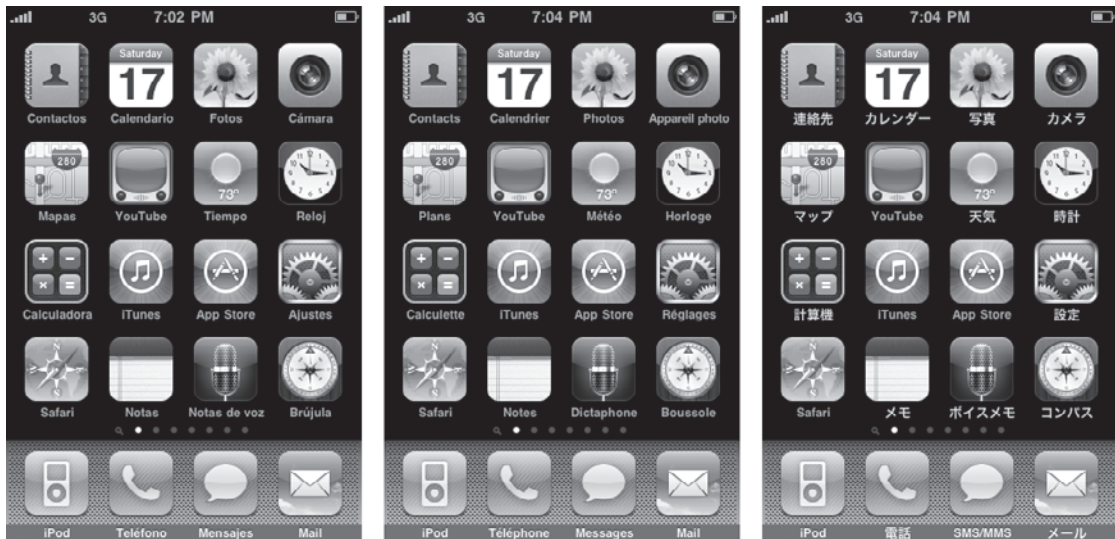 3G 7:02 PM
Saturday
17
Contactos Calendario Fotos Cámara
280
73°
Mapas YouTube Tiempo Reloj
Calculadora iTunes App Store Ajustes
Safari Notas Notas de voz Brújula
iPod Teléfono Mensajes Mail
3G 7:04 PM
Saturday
17
Contacts Calendrier Photos Appareil photo
280
73°
Plans YouTube Météo Horloge
Calculette iTunes App Store Réglages
Safari Notes Dictaphone Boussole
iPod Téléphone Messages Mail
3G 7:04 PM
Saturday
17
連絡先 カレンダー 写真 カメラ
280
73°
マップ YouTube 天気 時計
計算機 iTunes App Store 設定
Safari メモ ボイスメモ コンパス
iPod 電話 SMS/MMS メール